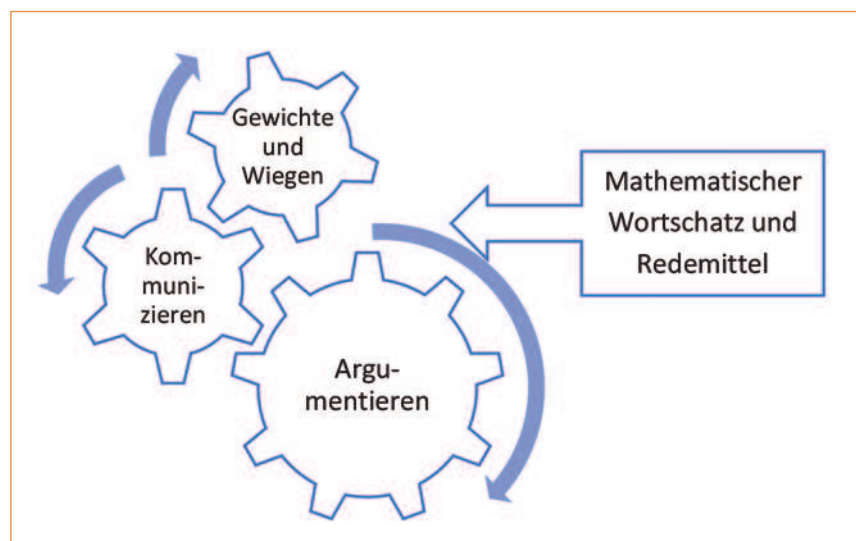 Gewichte
und
Wiegen
Kom-
muni-
zieren
Argu-
mentieren
Mathematischer
Wortschatz und
Redemittel